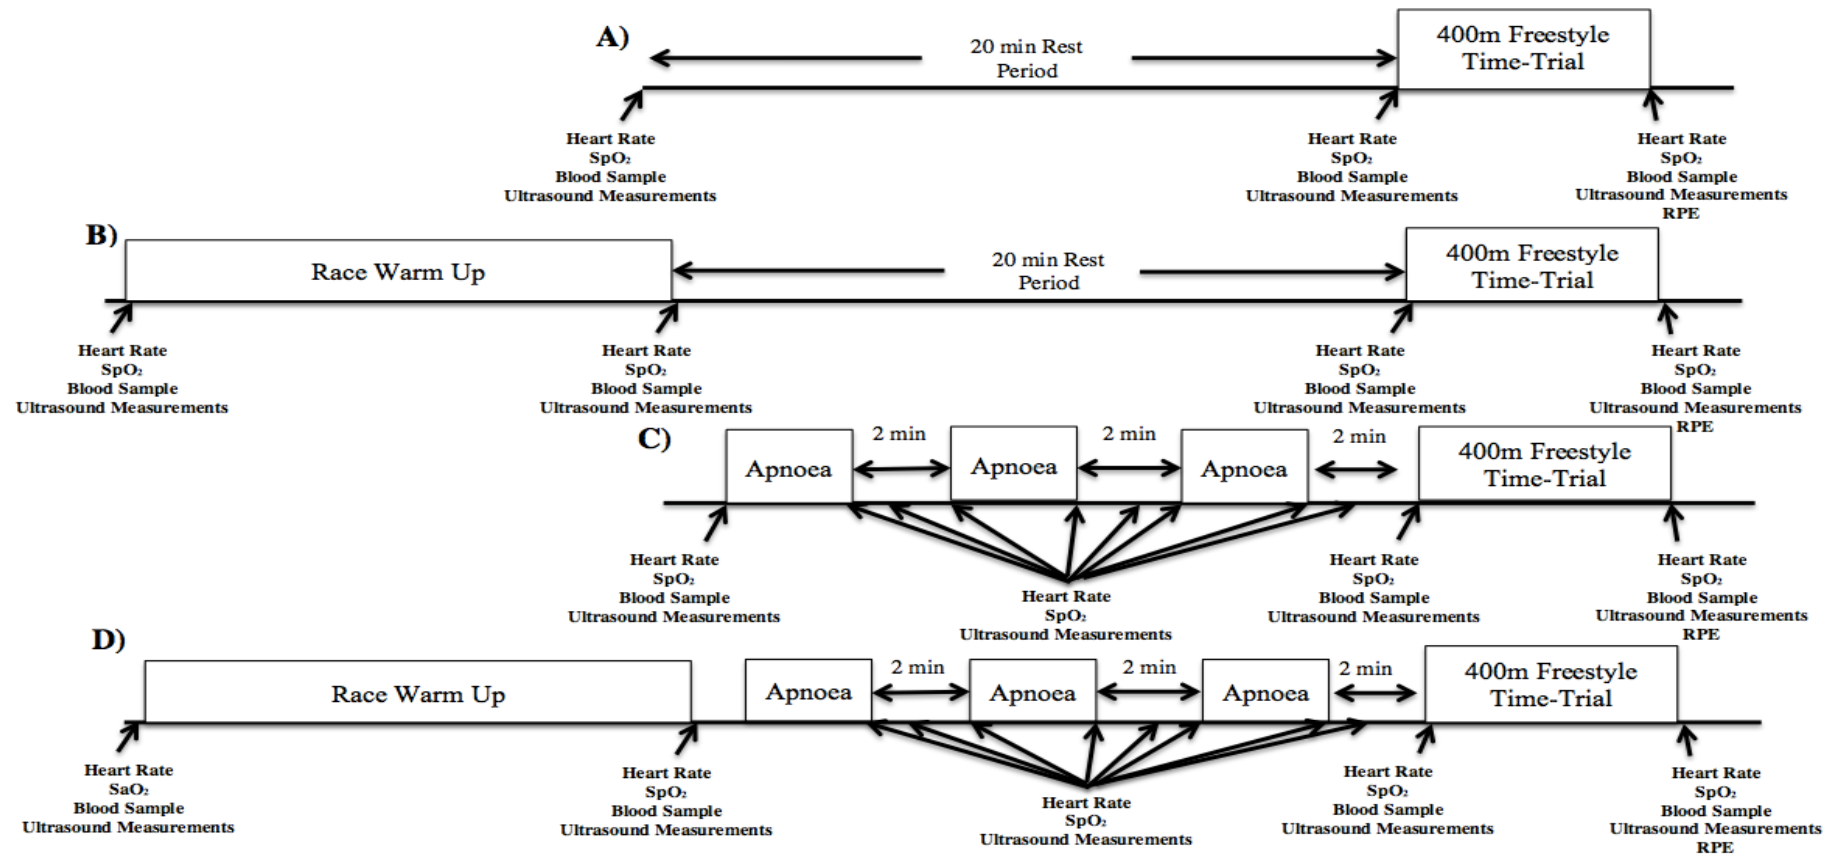 A)
20 min Rest
Period
400m Freestyle
Time-Trial
Heart Rate
SpO₂
Blood Sample
Ultrasound Measurements
Heart Rate
SpO₂
Blood Sample
Ultrasound Measurements
Heart Rate
SpO₂
Blood Sample
Ultrasound Measurements
RPE
B)
Race Warm Up
20 min Rest
Period
400m Freestyle
Time-Trial
Heart Rate
SpO₂
Blood Sample
Ultrasound Measurements
Heart Rate
SpO₂
Blood Sample
Ultrasound Measurements
Heart Rate
SpO₂
Blood Sample
Ultrasound Measurements
Heart Rate
SpO₂
Blood Sample
Ultrasound Measurements
RPE
C)
Apnoea
2 min
Apnoea
2 min
Apnoea
2 min
400m Freestyle
Time-Trial
Heart Rate
SpO₂
Blood Sample
Ultrasound Measurements
Heart Rate
SpO₂
Ultrasound Measurements
Heart Rate
SpO₂
Blood Sample
Ultrasound Measurements
Heart Rate
SpO₂
Blood Sample
Ultrasound Measurements
RPE
D)
Race Warm Up
Apnoea
2 min
Apnoea
2 min
Apnoea
2 min
400m Freestyle
Time-Trial
Heart Rate
SaO₂
Blood Sample
Ultrasound Measurements
Heart Rate
SpO₂
Blood Sample
Ultrasound Measurements
Heart Rate
SpO₂
Ultrasound Measurements
Heart Rate
SpO₂
Blood Sample
Ultrasound Measurements
Heart Rate
SpO₂
Blood Sample
Ultrasound Measurements
RPE